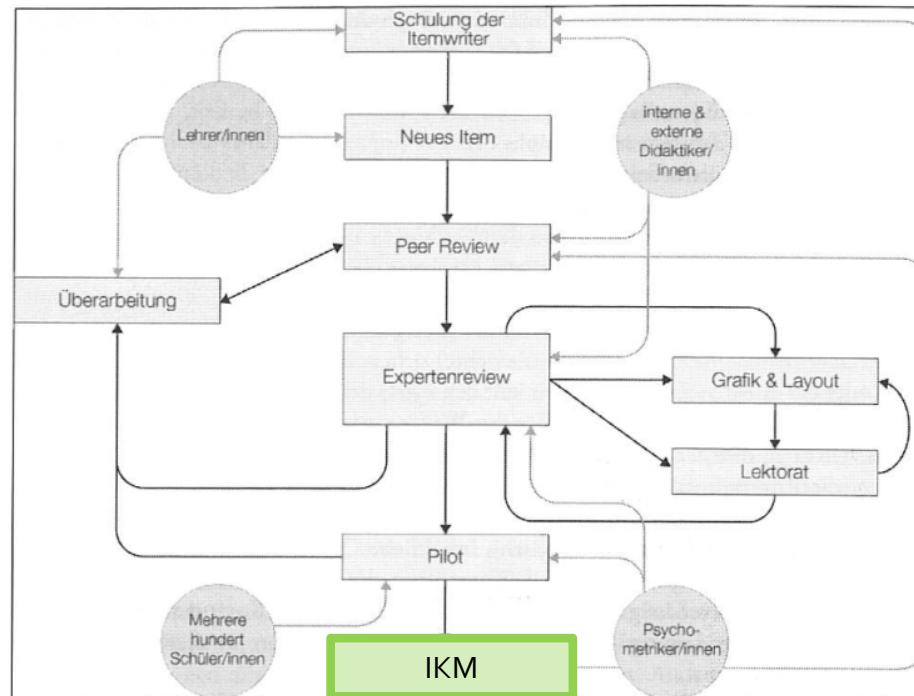 Schulung der
Itemwriter
Lehrer/innen
Neues Item
interne &
externe
Didaktiker/
innen
Peer Review
Überarbeitung
Expertenreview
Grafik & Layout
Lektorat
Pilot
Mehrere
hundert
Schüler/innen
Psycho-
metriker/innen
IKM